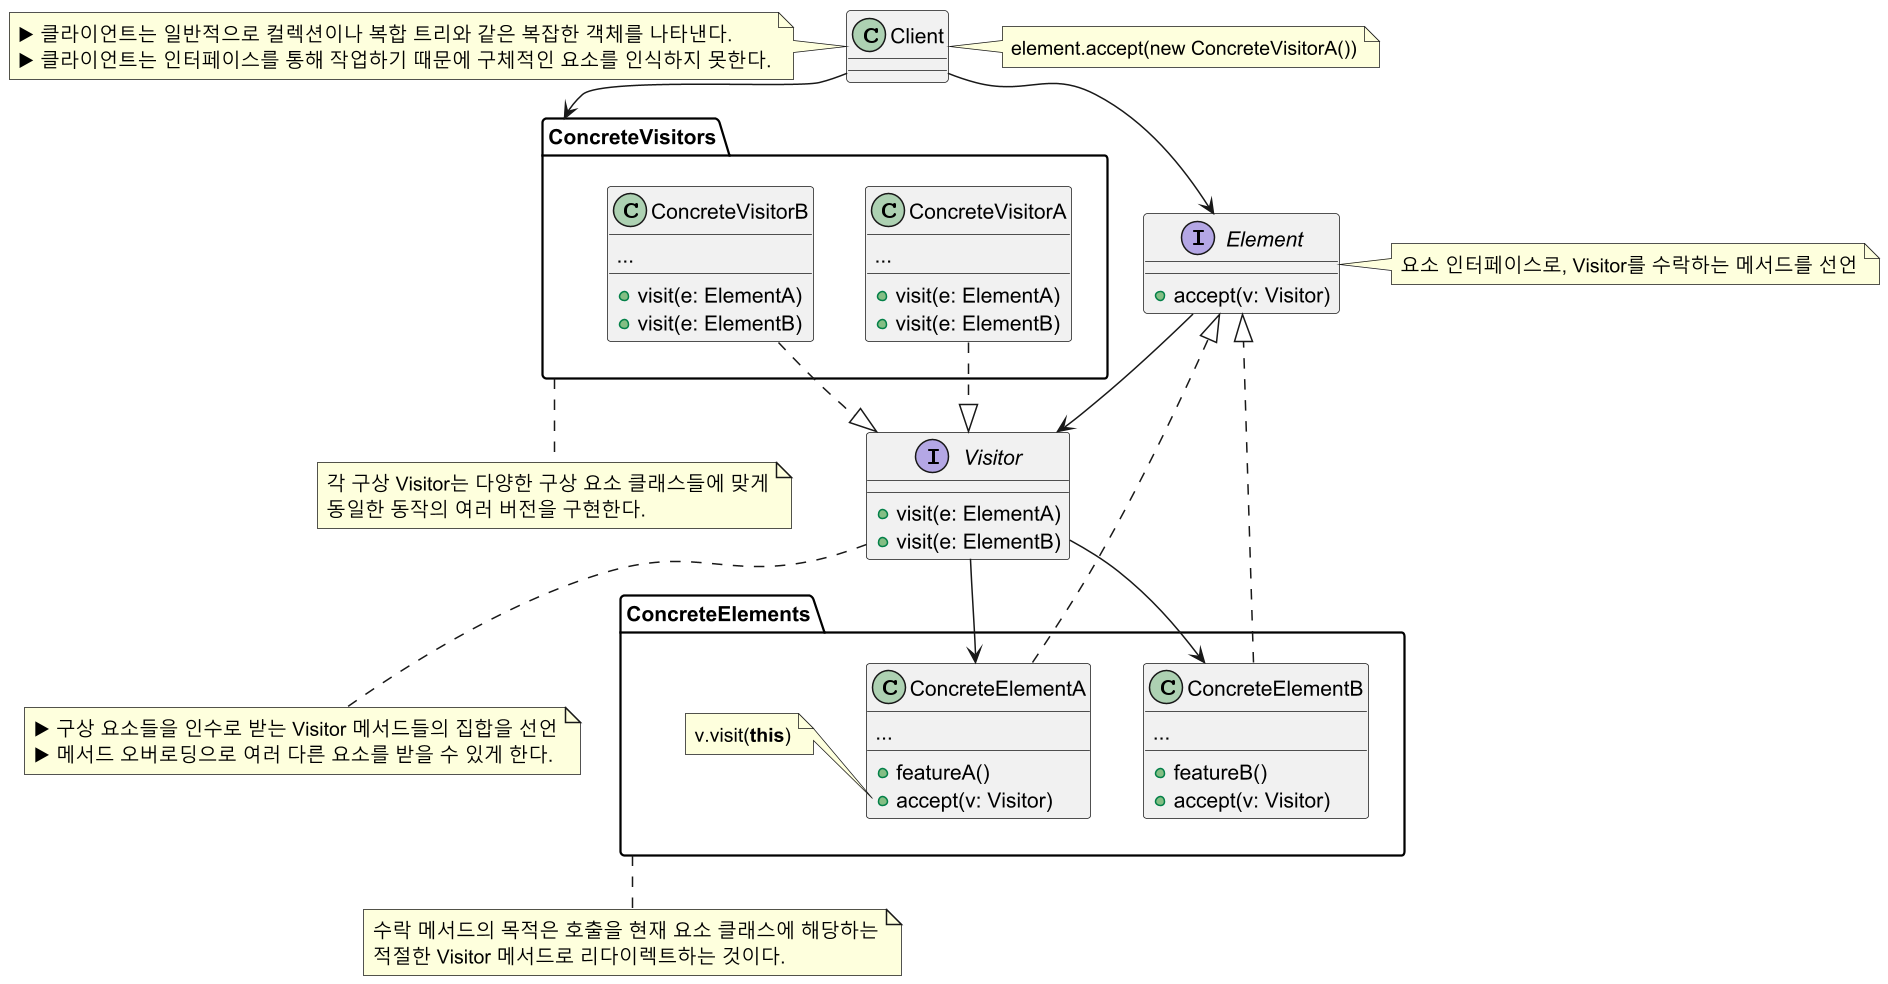 ▶ 클라이언트는 일반적으로 컬렉션이나 복합 트리와 같은 복잡한 객체를 나타낸다.
▶ 클라이언트는 인터페이스를 통해 작업하기 때문에 구체적인 요소를 인식하지 못한다.
C Client
element.accept(new ConcreteVisitorA())
ConcreteVisitors
C ConcreteVisitorB
...
visit(e: ElementA)
visit(e: ElementB)
C ConcreteVisitorA
...
visit(e: ElementA)
visit(e: ElementB)
I Element
accept(v: Visitor)
요소 인터페이스로, Visitor를 수락하는 메서드를 선언
각 구상 Visitor는 다양한 구상 요소 클래스들에 맞게
동일한 동작의 여러 버전을 구현한다.
I Visitor
visit(e: ElementA)
visit(e: ElementB)
▶ 구상 요소들을 인수로 받는 Visitor 메서드들의 집합을 선언
▶ 메서드 오버로딩으로 여러 다른 요소를 받을 수 있게 한다.
ConcreteElements
v.visit(this)
C ConcreteElementA
...
featureA()
accept(v: Visitor)
C ConcreteElementB
...
featureB()
accept(v: Visitor)
수락 메서드의 목적은 호출을 현재 요소 클래스에 해당하는
적절한 Visitor 메서드로 리다이렉트하는 것이다.